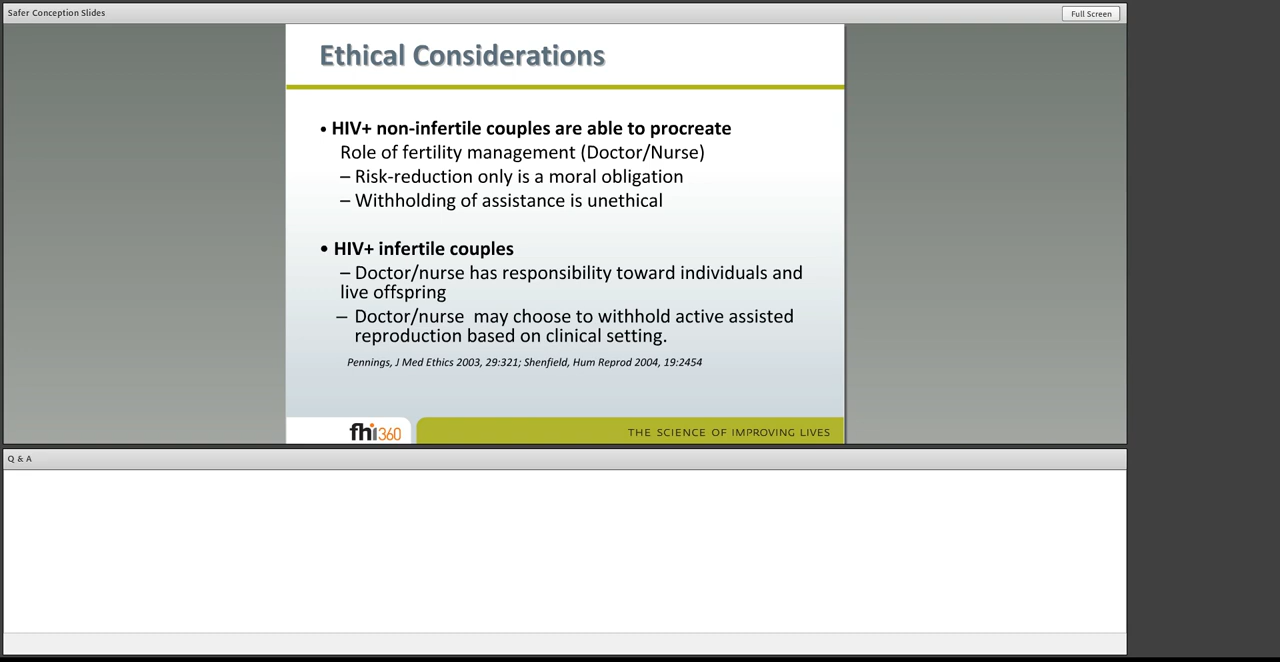 Safer Conception Slides
Full Screen
Ethical Considerations
• HIV+ non-infertile couples are able to procreate
Role of fertility management (Doctor/Nurse)
– Risk-reduction only is a moral obligation
– Withholding of assistance is unethical
• HIV+ infertile couples
– Doctor/nurse has responsibility toward individuals and
live offspring
– Doctor/nurse may choose to withhold active assisted
reproduction based on clinical setting.
Pennings, J Med Ethics 2003, 29:321; Shenfield, Hum Reprod 2004, 19:2454
fhi360
THE SCIENCE OF IMPROVING LIVES
Q & A